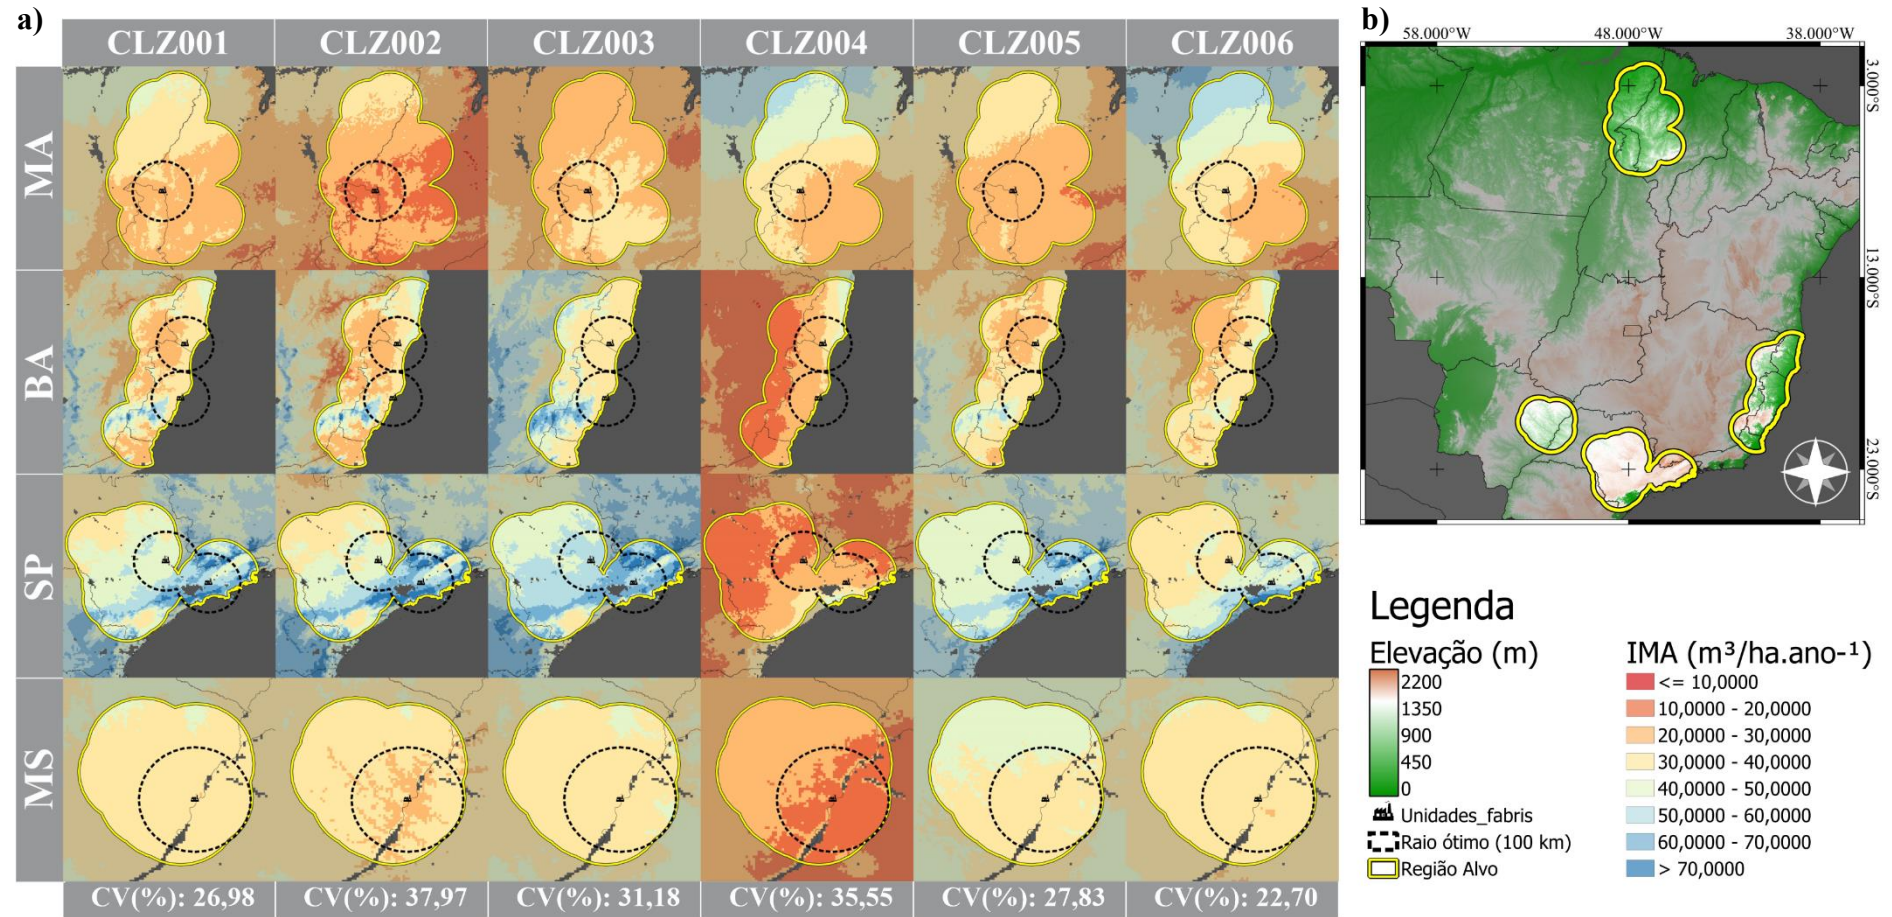 a)
CLZ001 CLZ002 CLZ003 CLZ004 CLZ005 CLZ006
MA
BA
SP
MS
CV(%): 26,98 CV(%): 37,97 CV(%): 31,18 CV(%): 35,55 CV(%): 27,83 CV(%): 22,70
b)
58.000°W 48.000°W 38.000°W
3.000°S
13.000°S
23.000°S
Legenda
Elevação (m)
2200
1350
900
450
0
Unidades_fabris
Raio ótimo (100 km)
Região Alvo
IMA (m³/ha.ano-¹)
<= 10,0000
10,0000 - 20,0000
20,0000 - 30,0000
30,0000 - 40,0000
40,0000 - 50,0000
50,0000 - 60,0000
60,0000 - 70,0000
> 70,0000